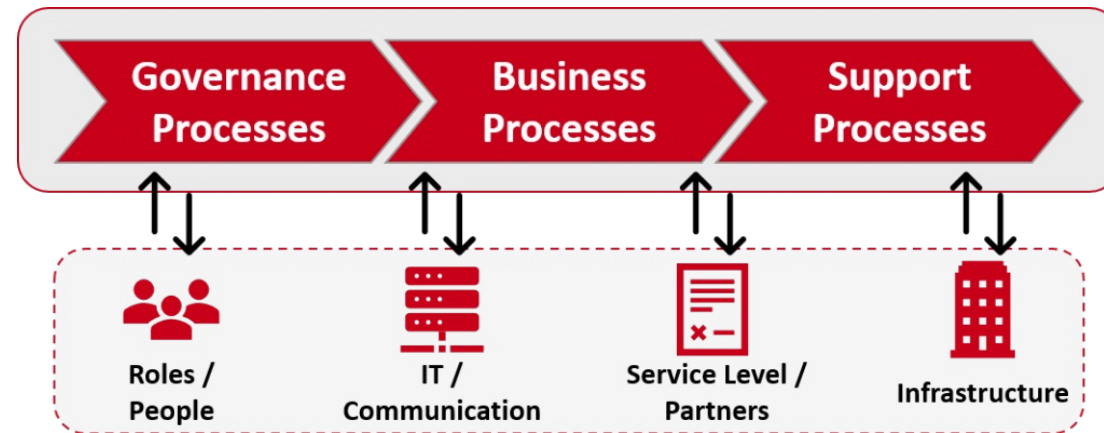 Governance
Processes
Business
Processes
Support
Processes
Roles /
People
IT /
Communication
Service Level /
Partners
Infrastructure